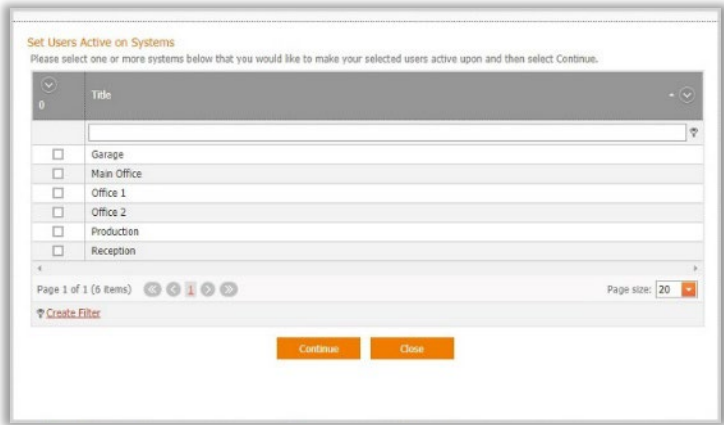 Set Users Active on Systems
Please select one or more systems below that you would like to make your selected users active upon and then select Continue.
0
Title
Garage
Main Office
Office 1
Office 2
Production
Reception
Page 1 of 1 (6 items) 1 Page size: 20
Create Filter
Continue Close